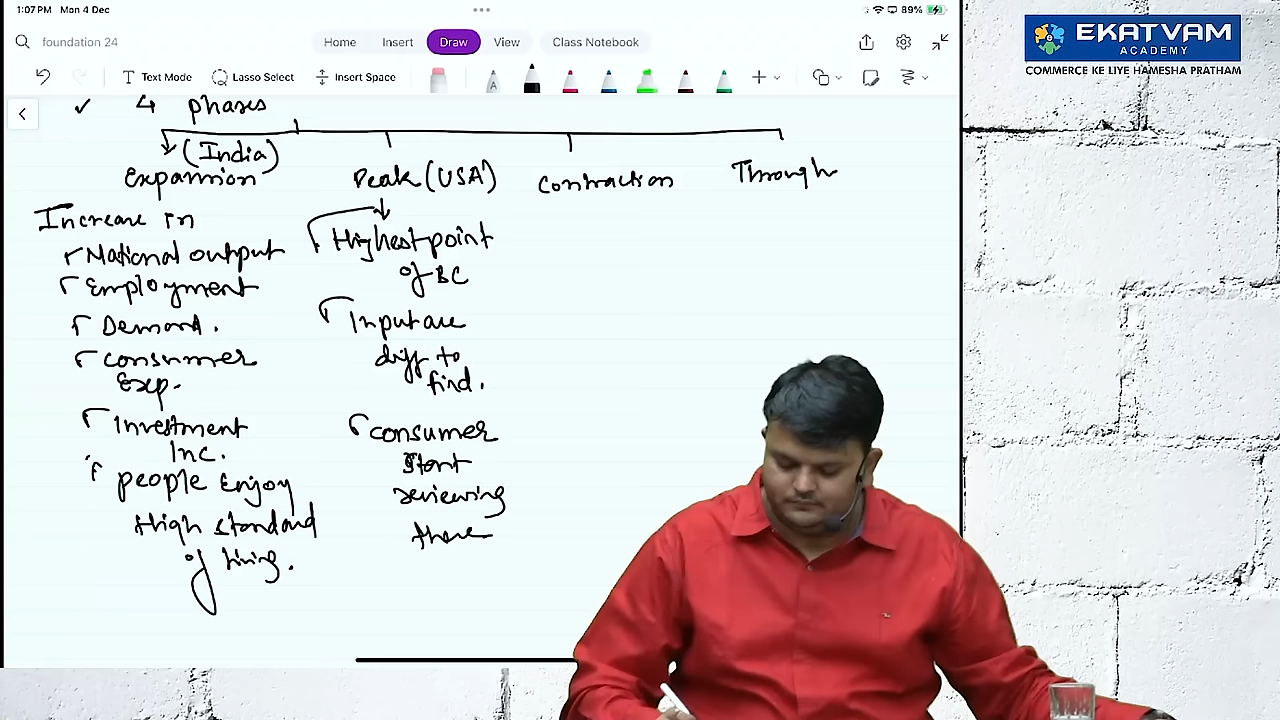 1:07 PM Mon 4 Dec
89%
foundation 24
Home Insert Draw View Class Notebook
Text Mode Lasso Select Insert Space
EKATVAM
ACADEMY
COMMERCE KE LIYE HAMESHA PRATHAM
✓ 4 phases
(India)
Expansion
Increase in
National output
Employment
Demand.
consumer
Exp.
Investment
Inc.
people Enjoy
High standard
of living.
Peak (USA)
Highest point
of BC
Input are
diff to
find.
consumer
start
reviewing
there
contraction
Through